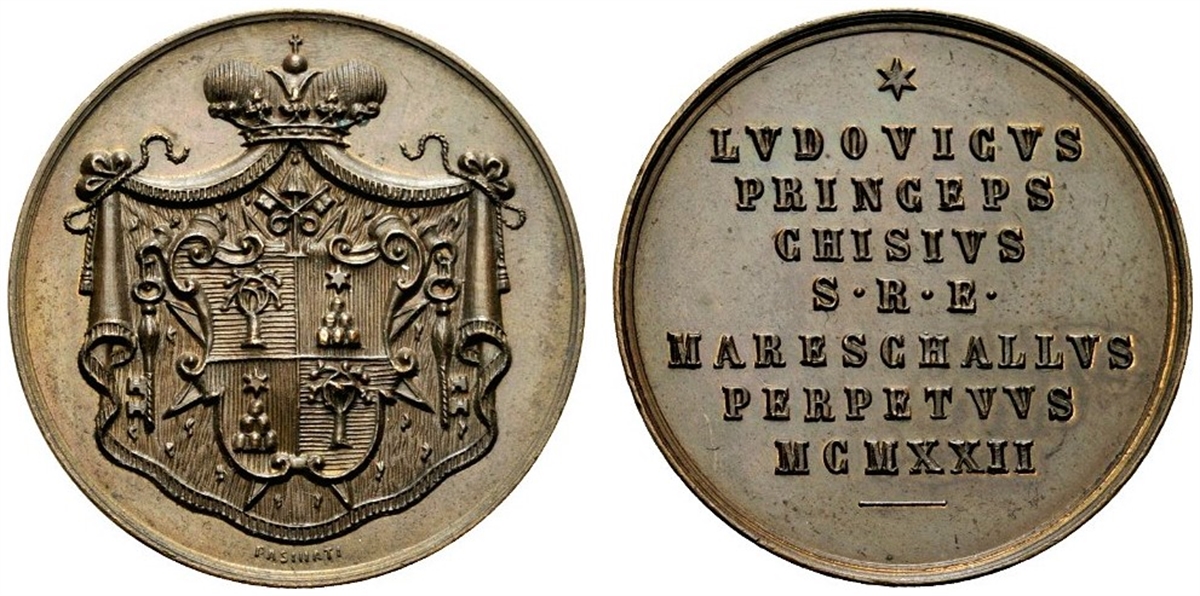 PASINATI
LVDOVICVS
PRINCEPS
CHISIVS
S·R·E·
MARESCHALLVS
PERPETVVS
MCMXXII